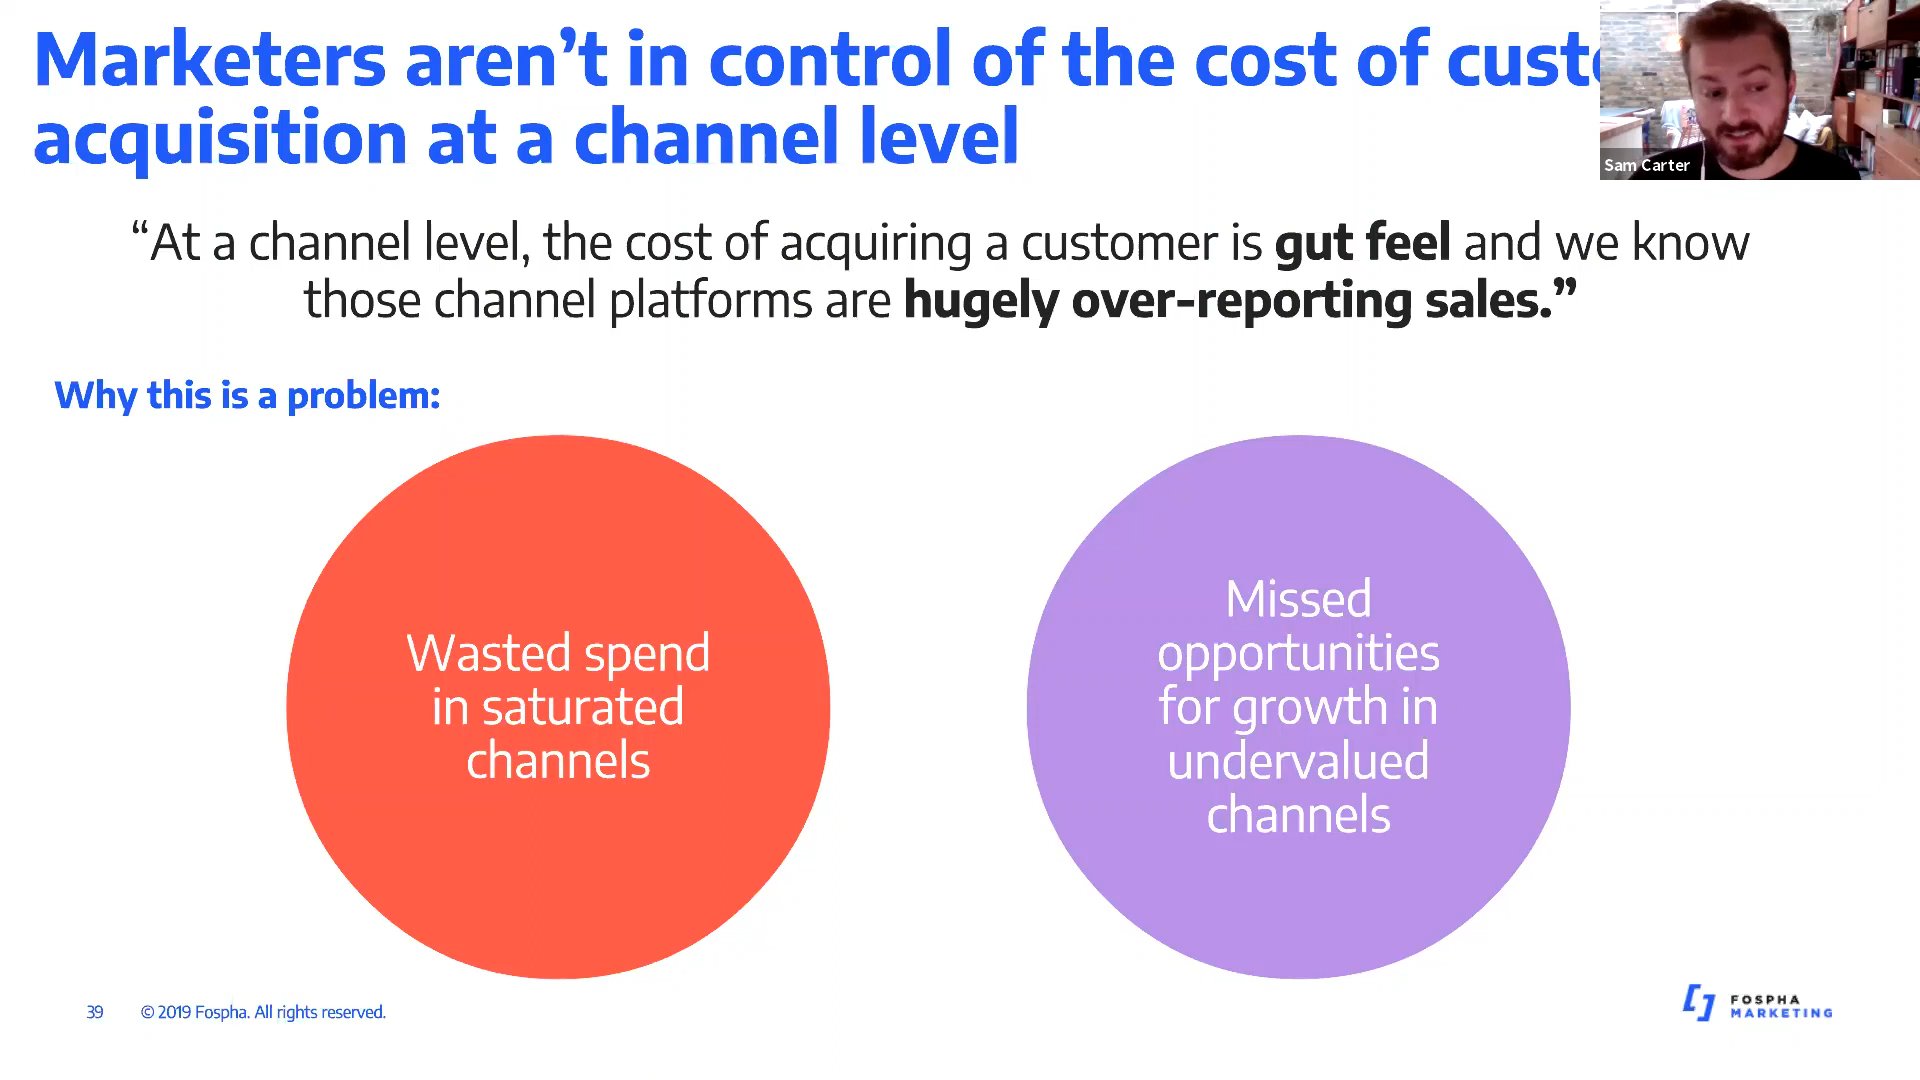 Marketers aren’t in control of the cost of
acquisition at a channel level
Sam Carter
“At a channel level, the cost of acquiring a customer is gut feel and we know
those channel platforms are hugely over-reporting sales.”
Why this is a problem:
Wasted spend
in saturated
channels
Missed
opportunities
for growth in
undervalued
channels
39
© 2019 Fospha. All rights reserved.
FOSPHA
MARKETING